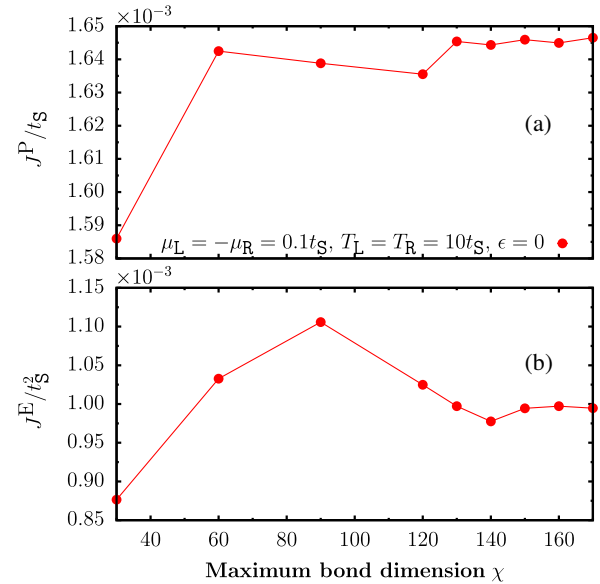 ×10⁻³
1.65
1.64
1.63
1.62
1.61
1.60
1.59
1.58
J^P/t_S
(a)
μ_L = −μ_R = 0.1t_S, T_L = T_R = 10t_S, ϵ = 0
×10⁻³
1.15
1.10
1.05
1.00
0.95
0.90
0.85
J^E/t_S^2
(b)
40 60 80 100 120 140 160
Maximum bond dimension χ